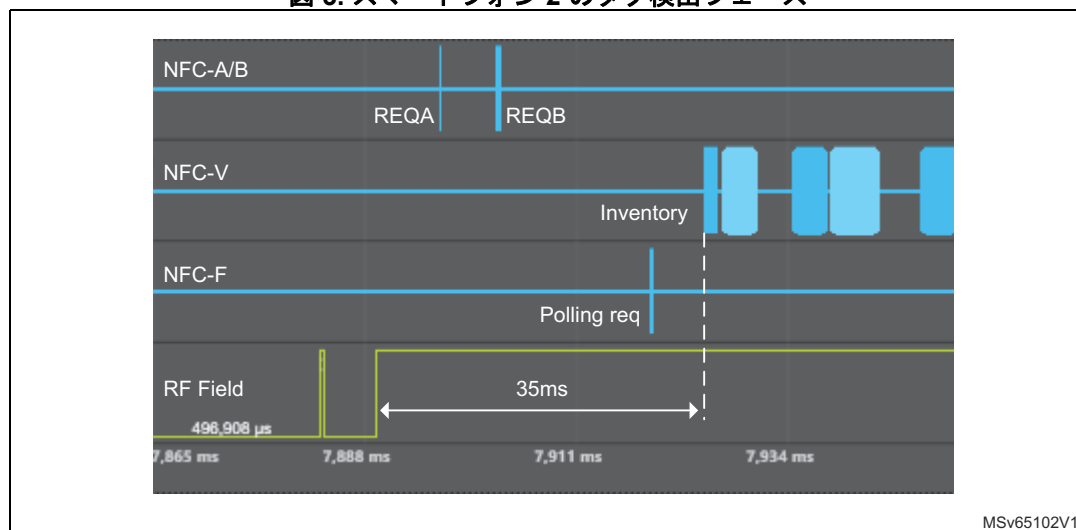 NFC-A/B
REQA
REQB
NFC-V
Inventory
NFC-F
Polling req
RF Field
35ms
496,908 µs
7,865 ms
7,888 ms
7,911 ms
7,934 ms
MSv65102V1